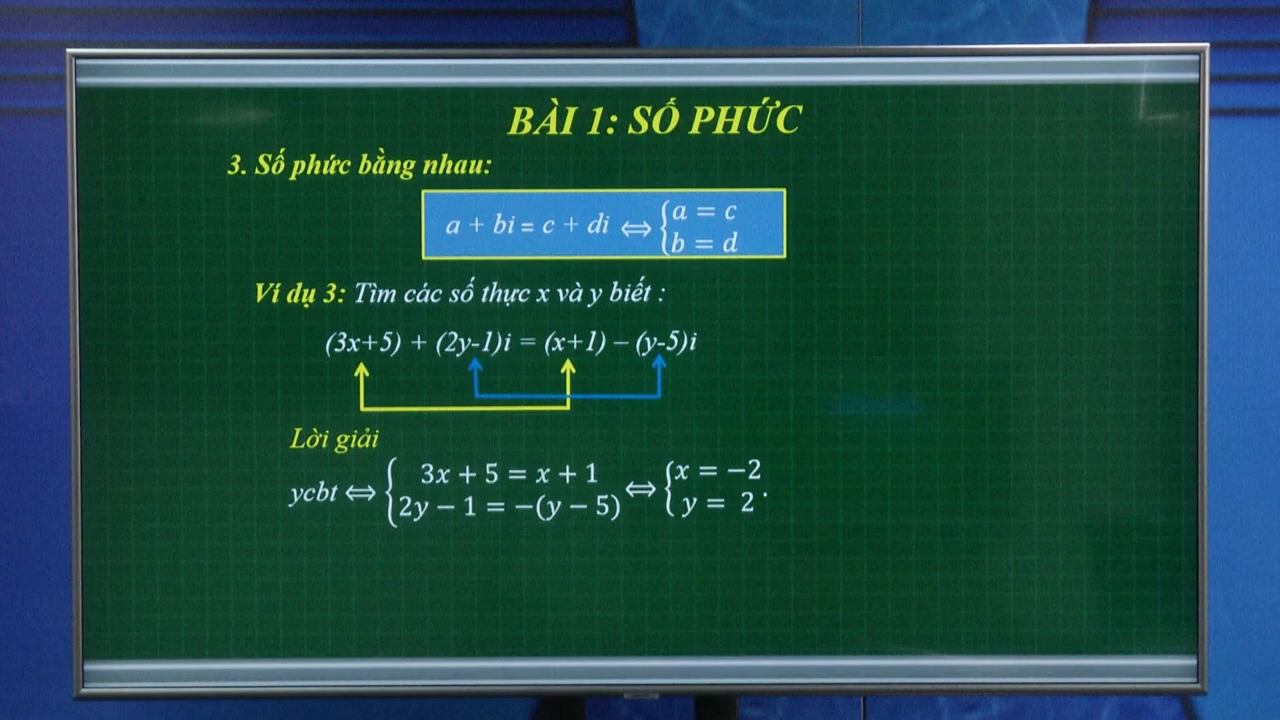 BÀI 1: SỐ PHỨC
3. Số phức bằng nhau:
a + bi = c + di ⇔ {a = c
b = d
Ví dụ 3: Tìm các số thực x và y biết :
(3x+5) + (2y-1)i = (x+1) – (y-5)i
Lời giải
ycbt ⇔ {3x + 5 = x + 1 ⇔ {x = −2
2y − 1 = −(y − 5) y = 2.